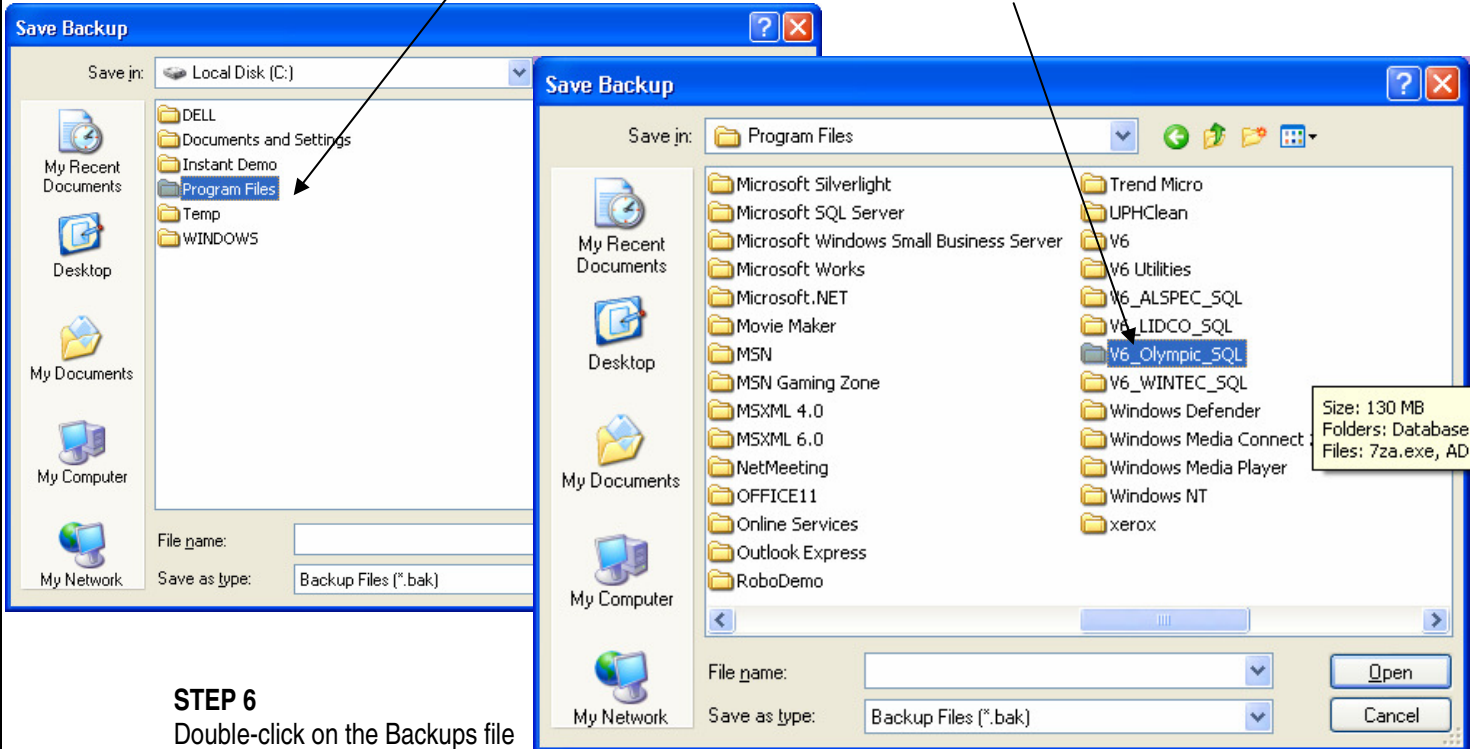 Save Backup
Save in:
Local Disk (C:)
My Recent
Documents
Desktop
My Documents
My Computer
My Network
DELL
Documents and Settings
Instant Demo
Program Files
Temp
WINDOWS
File name:
Save as type:
Backup Files (*.bak)
Save Backup
Save in:
Program Files
My Recent
Documents
Desktop
My Documents
My Computer
My Network
Microsoft Silverlight
Microsoft SQL Server
Microsoft Windows Small Business Server
Microsoft Works
Microsoft.NET
Movie Maker
MSN
MSN Gaming Zone
MSXML 4.0
MSXML 6.0
NetMeeting
OFFICE11
Online Services
Outlook Express
RoboDemo
Trend Micro
UPHClean
V6
V6 Utilities
V6_ALSPEC_SQL
V6_LIDCO_SQL
V6_Olympic_SQL
V6_WINTEC_SQL
Windows Defender
Windows Media Connect
Windows Media Player
Windows NT
xerox
Size: 130 MB
Folders: Database
Files: 7za.exe, AD
File name:
Open
Save as type:
Backup Files (*.bak)
Cancel
STEP 6
Double-click on the Backups file